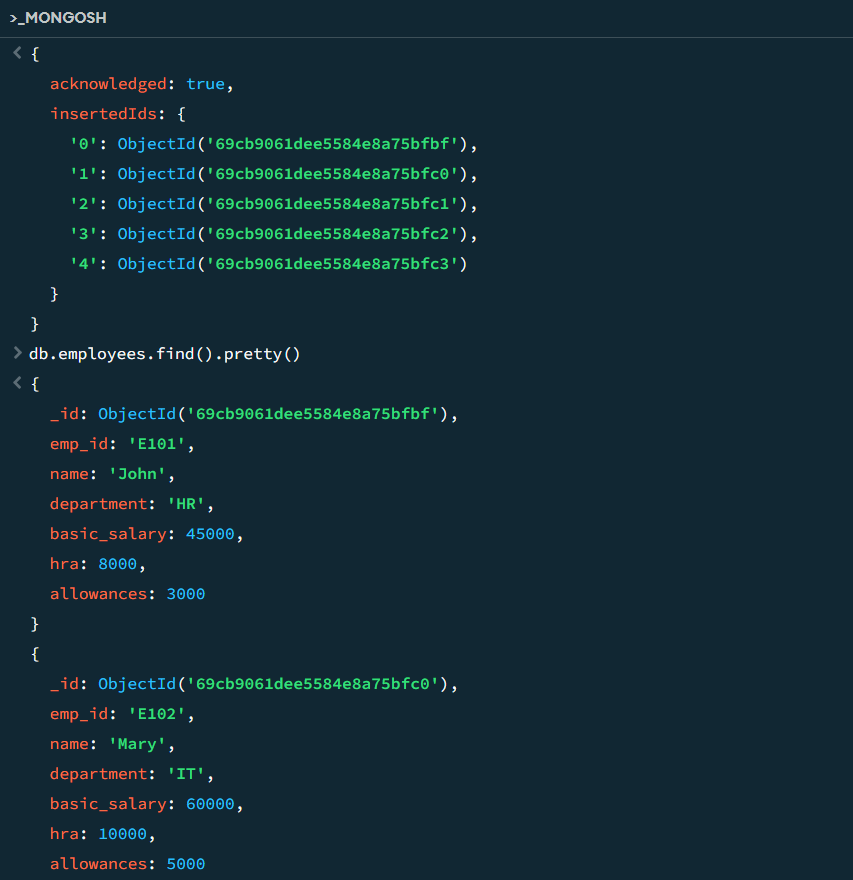 >_MONGOSH
< {
acknowledged: true,
insertedIds: {
'0': ObjectId('69cb9061dee5584e8a75bfbf'),
'1': ObjectId('69cb9061dee5584e8a75bfc0'),
'2': ObjectId('69cb9061dee5584e8a75bfc1'),
'3': ObjectId('69cb9061dee5584e8a75bfc2'),
'4': ObjectId('69cb9061dee5584e8a75bfc3')
}
}
> db.employees.find().pretty()
< {
_id: ObjectId('69cb9061dee5584e8a75bfbf'),
emp_id: 'E101',
name: 'John',
department: 'HR',
basic_salary: 45000,
hra: 8000,
allowances: 3000
}
{
_id: ObjectId('69cb9061dee5584e8a75bfc0'),
emp_id: 'E102',
name: 'Mary',
department: 'IT',
basic_salary: 60000,
hra: 10000,
allowances: 5000